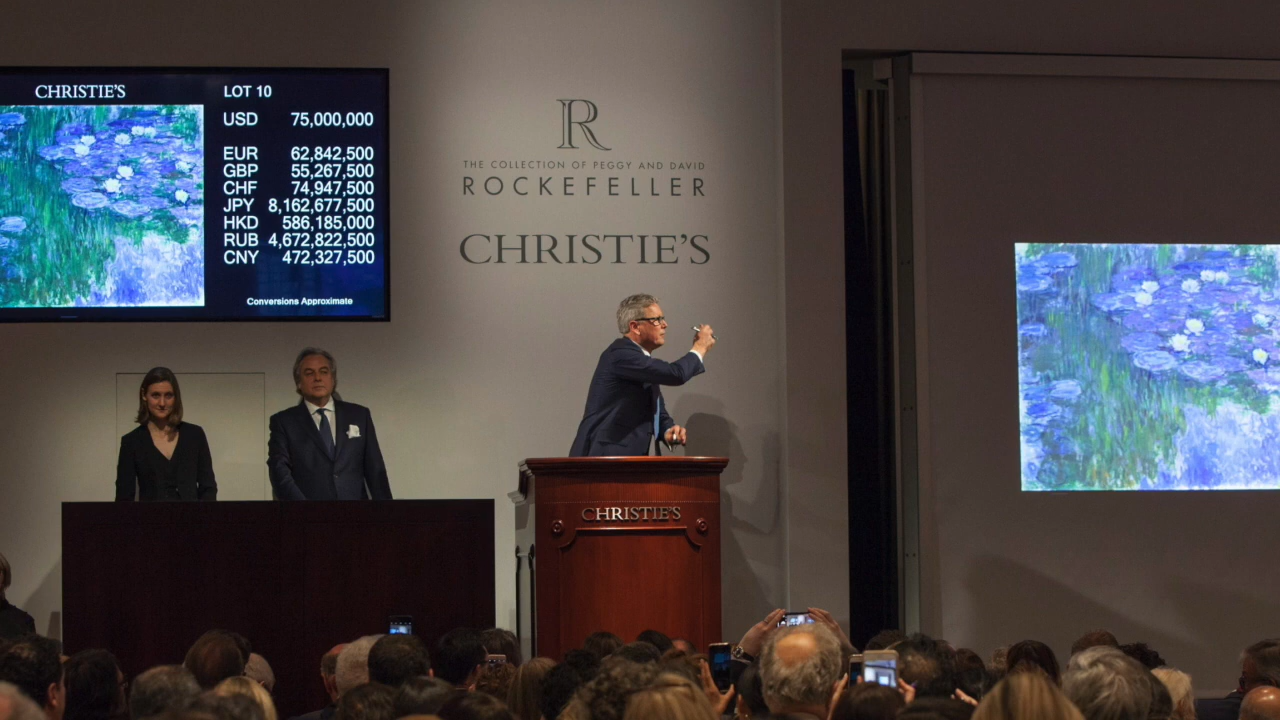 CHRISTIE'S
LOT 10
USD 75,000,000
EUR 62,842,500
GBP 55,267,500
CHF 74,947,500
JPY 8,162,677,500
HKD 586,185,000
RUB 4,672,822,500
CNY 472,327,500
Conversions Approximate
R
THE COLLECTION OF PEGGY AND DAVID
ROCKEFELLER
CHRISTIE'S
CHRISTIE'S